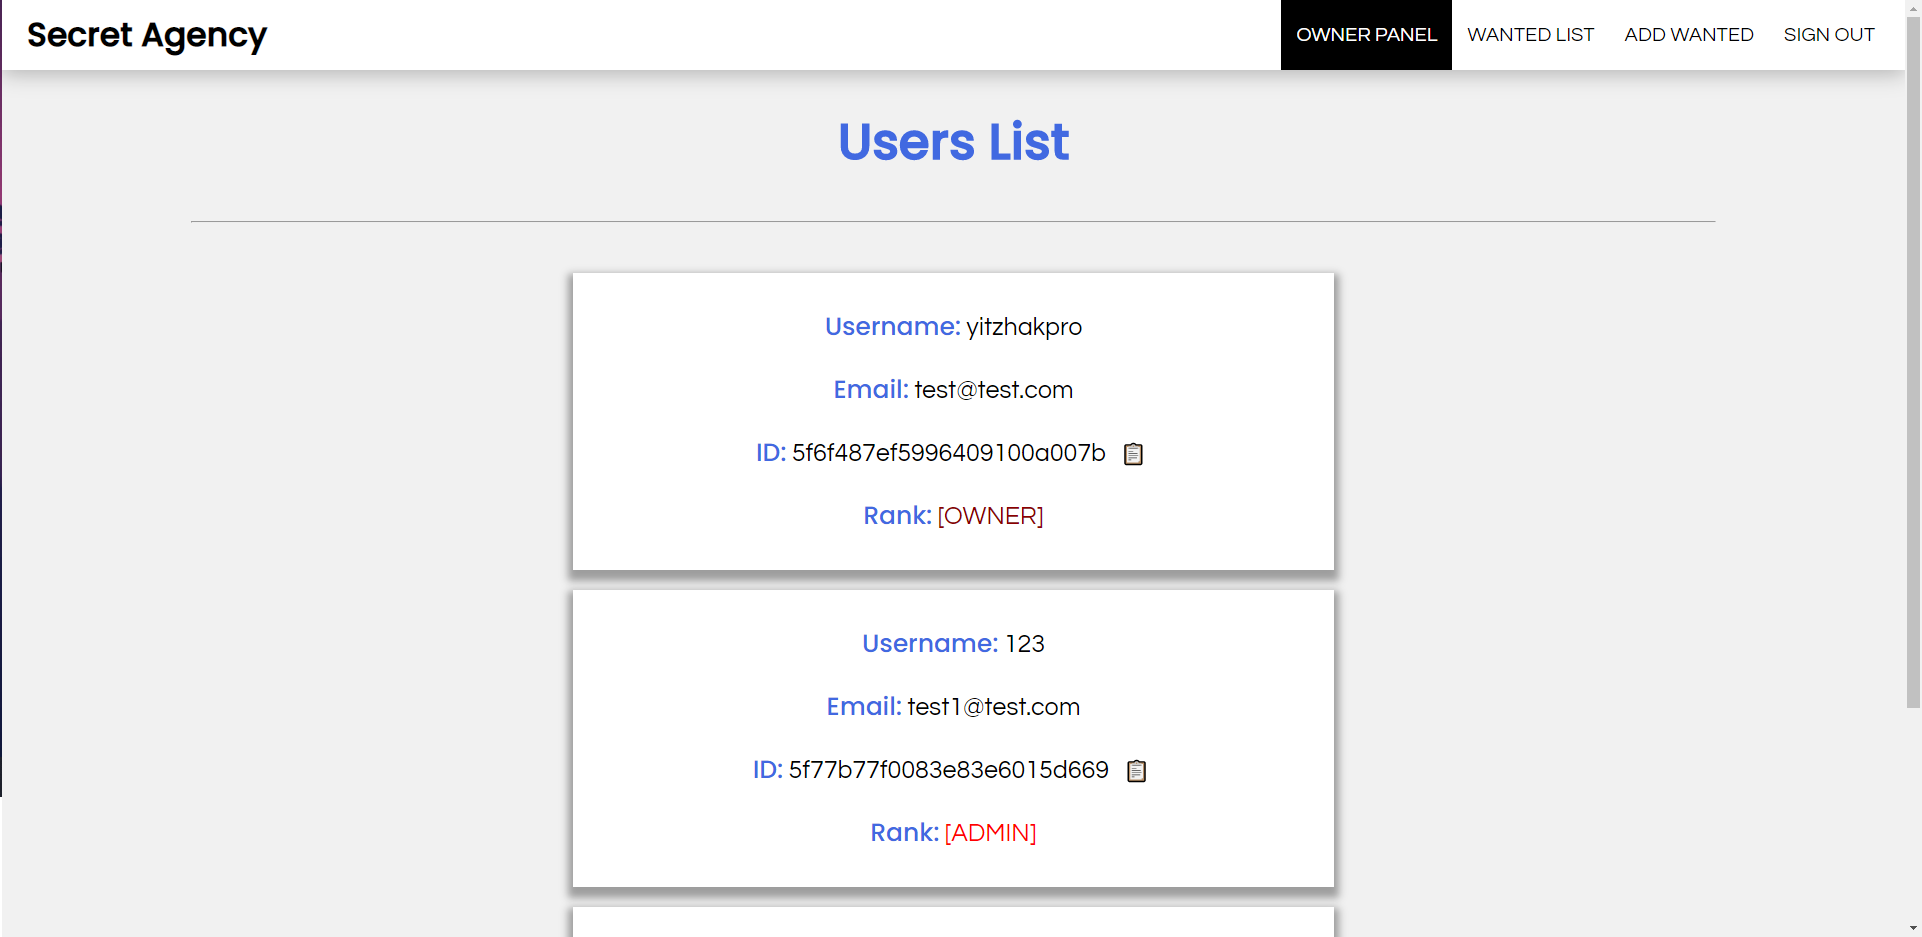 Secret Agency
OWNER PANEL WANTED LIST ADD WANTED SIGN OUT
Users List
Username: yitzhakpro
Email: test@test.com
ID: 5f6f487ef5996409100a007b
Rank: [OWNER]
Username: 123
Email: test1@test.com
ID: 5f77b77f0083e83e6015d669
Rank: [ADMIN]